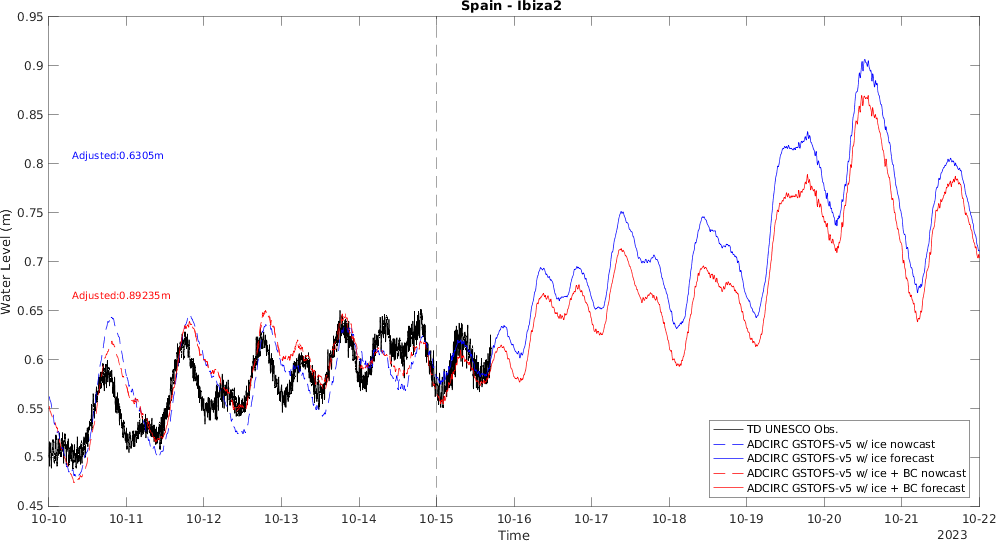 Spain - Ibiza2
0.95
0.9
0.85
0.8
0.75
0.7
0.65
0.6
0.55
0.5
0.45
Water Level (m)
Adjusted:0.6305m
Adjusted:0.89235m
TD UNESCO Obs.
ADCIRC GSTOFS-v5 w/ ice nowcast
ADCIRC GSTOFS-v5 w/ ice forecast
ADCIRC GSTOFS-v5 w/ ice + BC nowcast
ADCIRC GSTOFS-v5 w/ ice + BC forecast
10-10 10-11 10-12 10-13 10-14 10-15 10-16 10-17 10-18 10-19 10-20 10-21 10-22
Time
2023